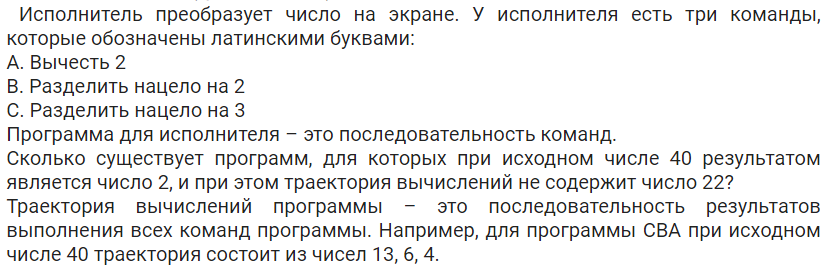 Исполнитель преобразует число на экране. У исполнителя есть три команды,
которые обозначены латинскими буквами:
A. Вычесть 2
B. Разделить нацело на 2
C. Разделить нацело на 3
Программа для исполнителя – это последовательность команд.
Сколько существует программ, для которых при исходном числе 40 результатом
является число 2, и при этом траектория вычислений не содержит число 22?
Траектория вычислений программы – это последовательность результатов
выполнения всех команд программы. Например, для программы CBA при исходном
числе 40 траектория состоит из чисел 13, 6, 4.